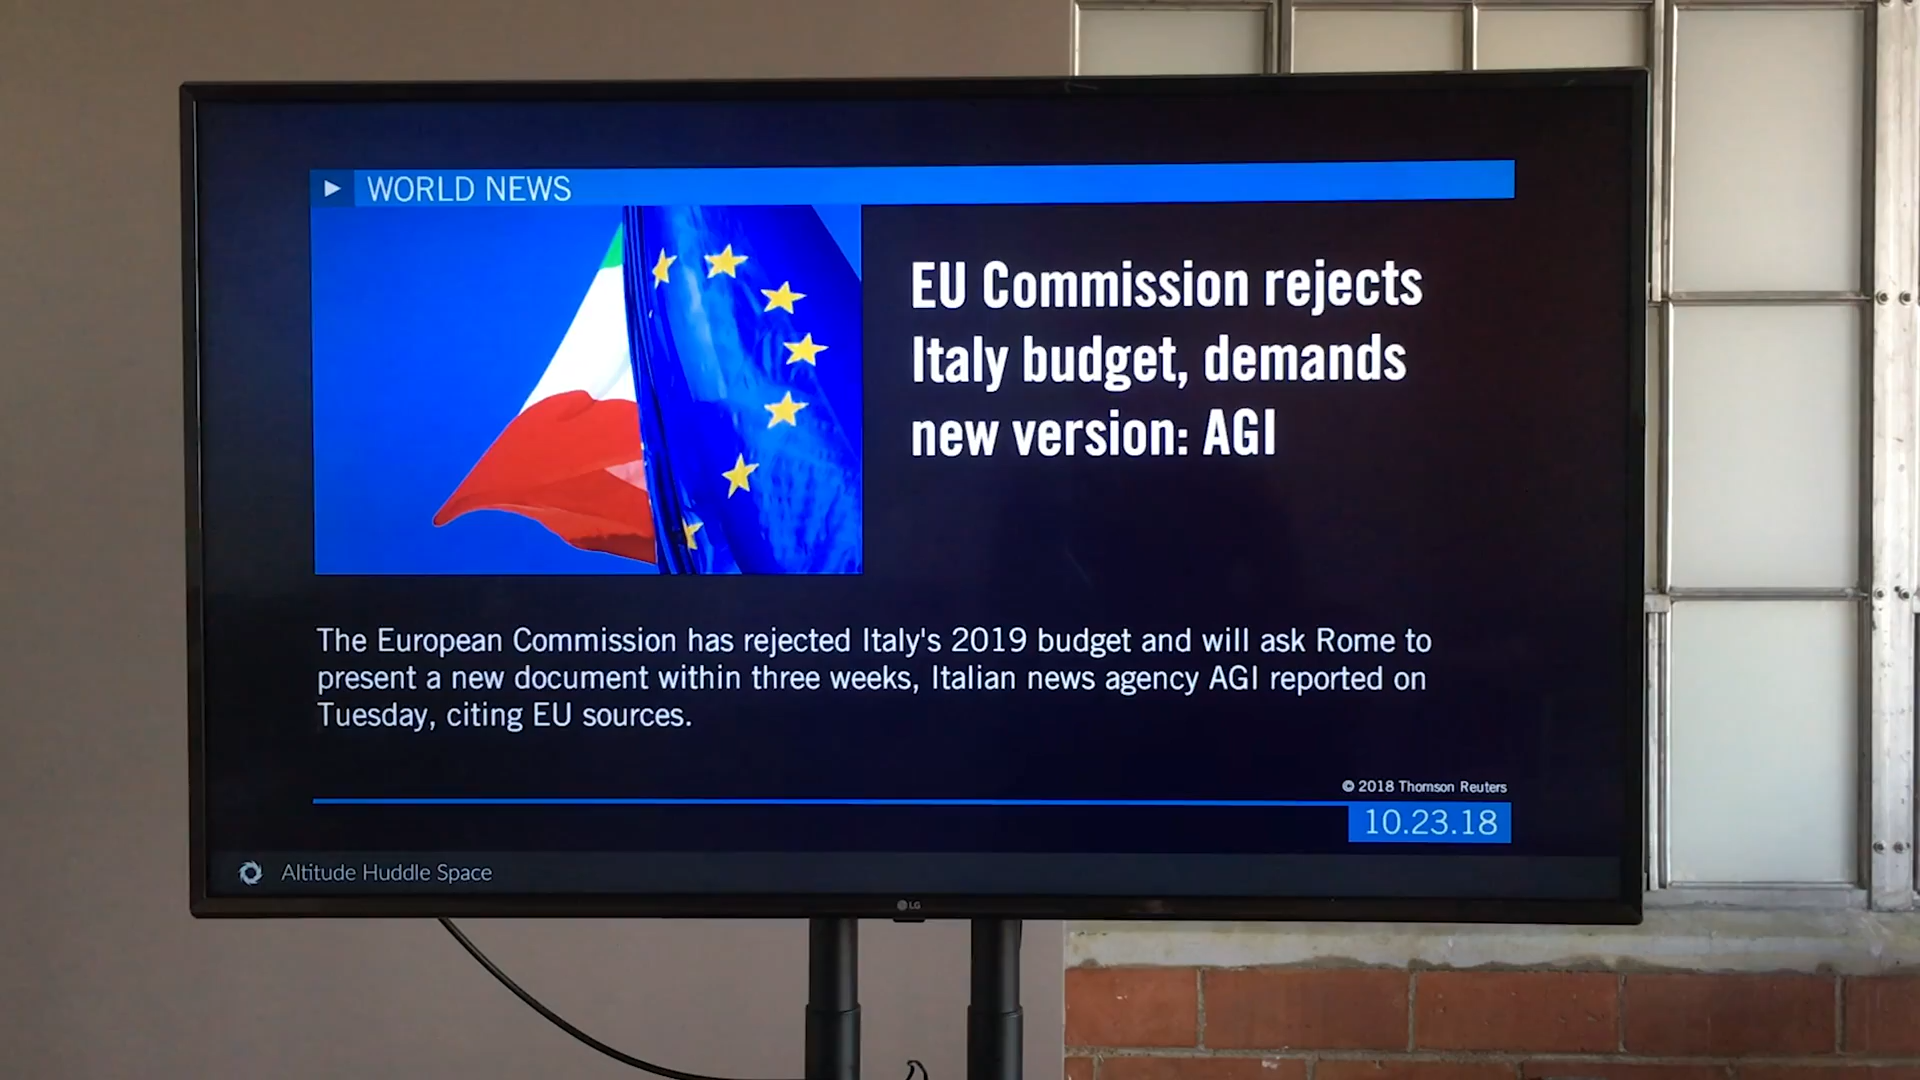 WORLD NEWS
EU Commission rejects
Italy budget, demands
new version: AGI
The European Commission has rejected Italy's 2019 budget and will ask Rome to
present a new document within three weeks, Italian news agency AGI reported on
Tuesday, citing EU sources.
© 2018 Thomson Reuters
10.23.18
Altitude Huddle Space
LG